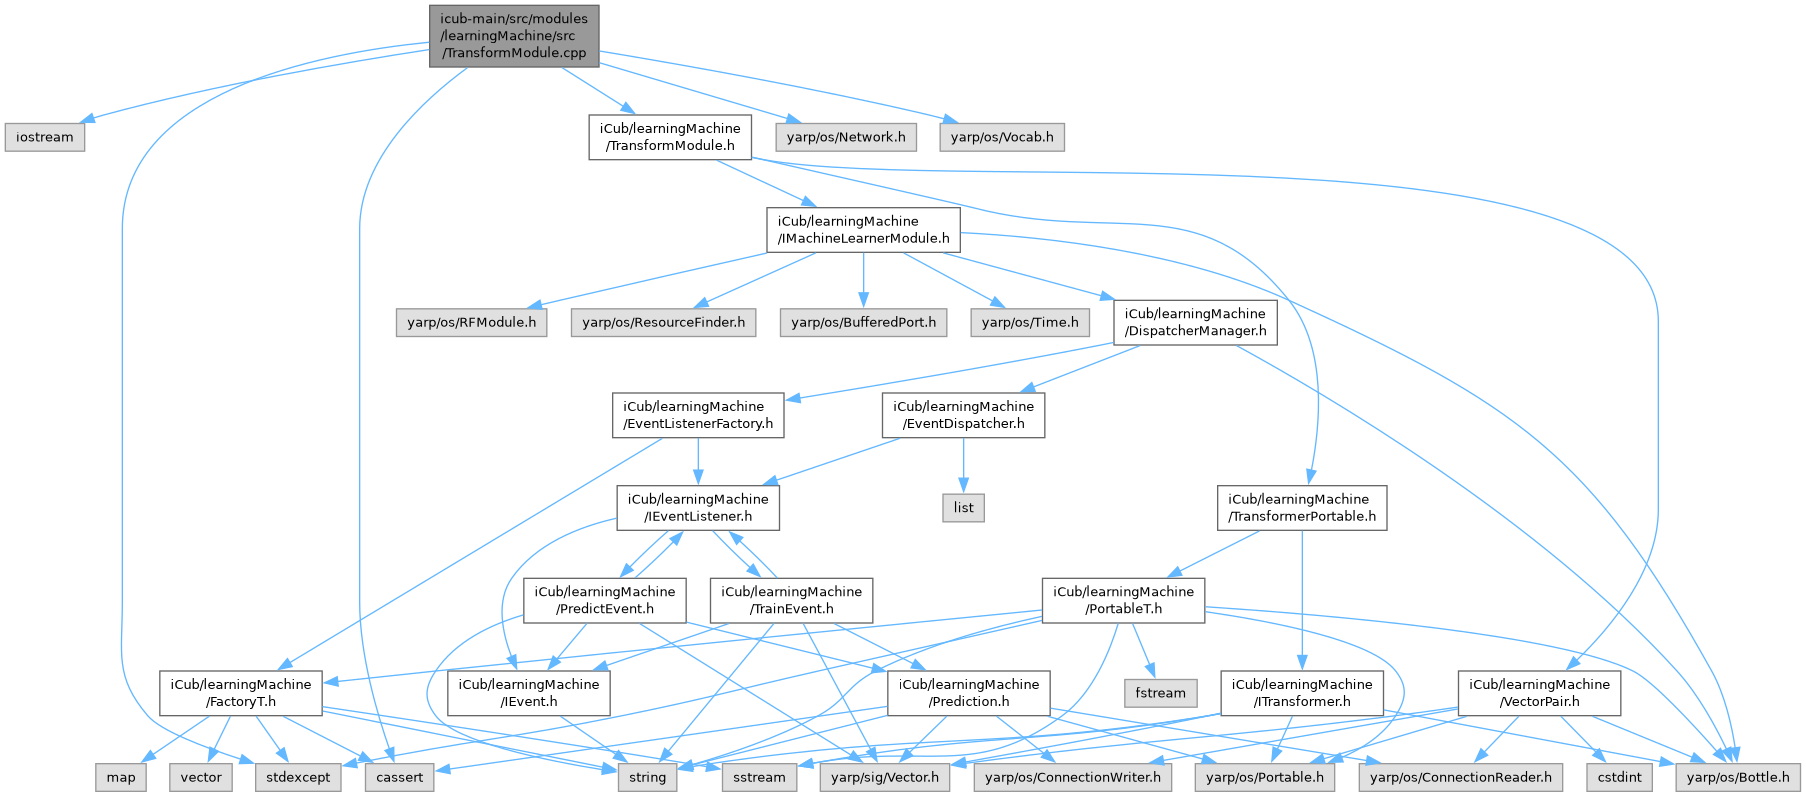 icub-main/src/modules
/learningMachine/src
/TransformModule.cpp
iostream
iCub/learningMachine
/TransformModule.h
yarp/os/Network.h
yarp/os/Vocab.h
iCub/learningMachine
/IMachineLearnerModule.h
yarp/os/RFModule.h
yarp/os/ResourceFinder.h
yarp/os/BufferedPort.h
yarp/os/Time.h
iCub/learningMachine
/DispatcherManager.h
iCub/learningMachine
/EventListenerFactory.h
iCub/learningMachine
/EventDispatcher.h
iCub/learningMachine
/IEventListener.h
list
iCub/learningMachine
/TransformerPortable.h
iCub/learningMachine
/PredictEvent.h
iCub/learningMachine
/TrainEvent.h
iCub/learningMachine
/PortableT.h
iCub/learningMachine
/FactoryT.h
iCub/learningMachine
/IEvent.h
iCub/learningMachine
/Prediction.h
fstream
iCub/learningMachine
/ITransformer.h
iCub/learningMachine
/VectorPair.h
map
vector
stdexcept
cassert
string
sstream
yarp/sig/Vector.h
yarp/os/ConnectionWriter.h
yarp/os/Portable.h
yarp/os/ConnectionReader.h
cstdint
yarp/os/Bottle.h